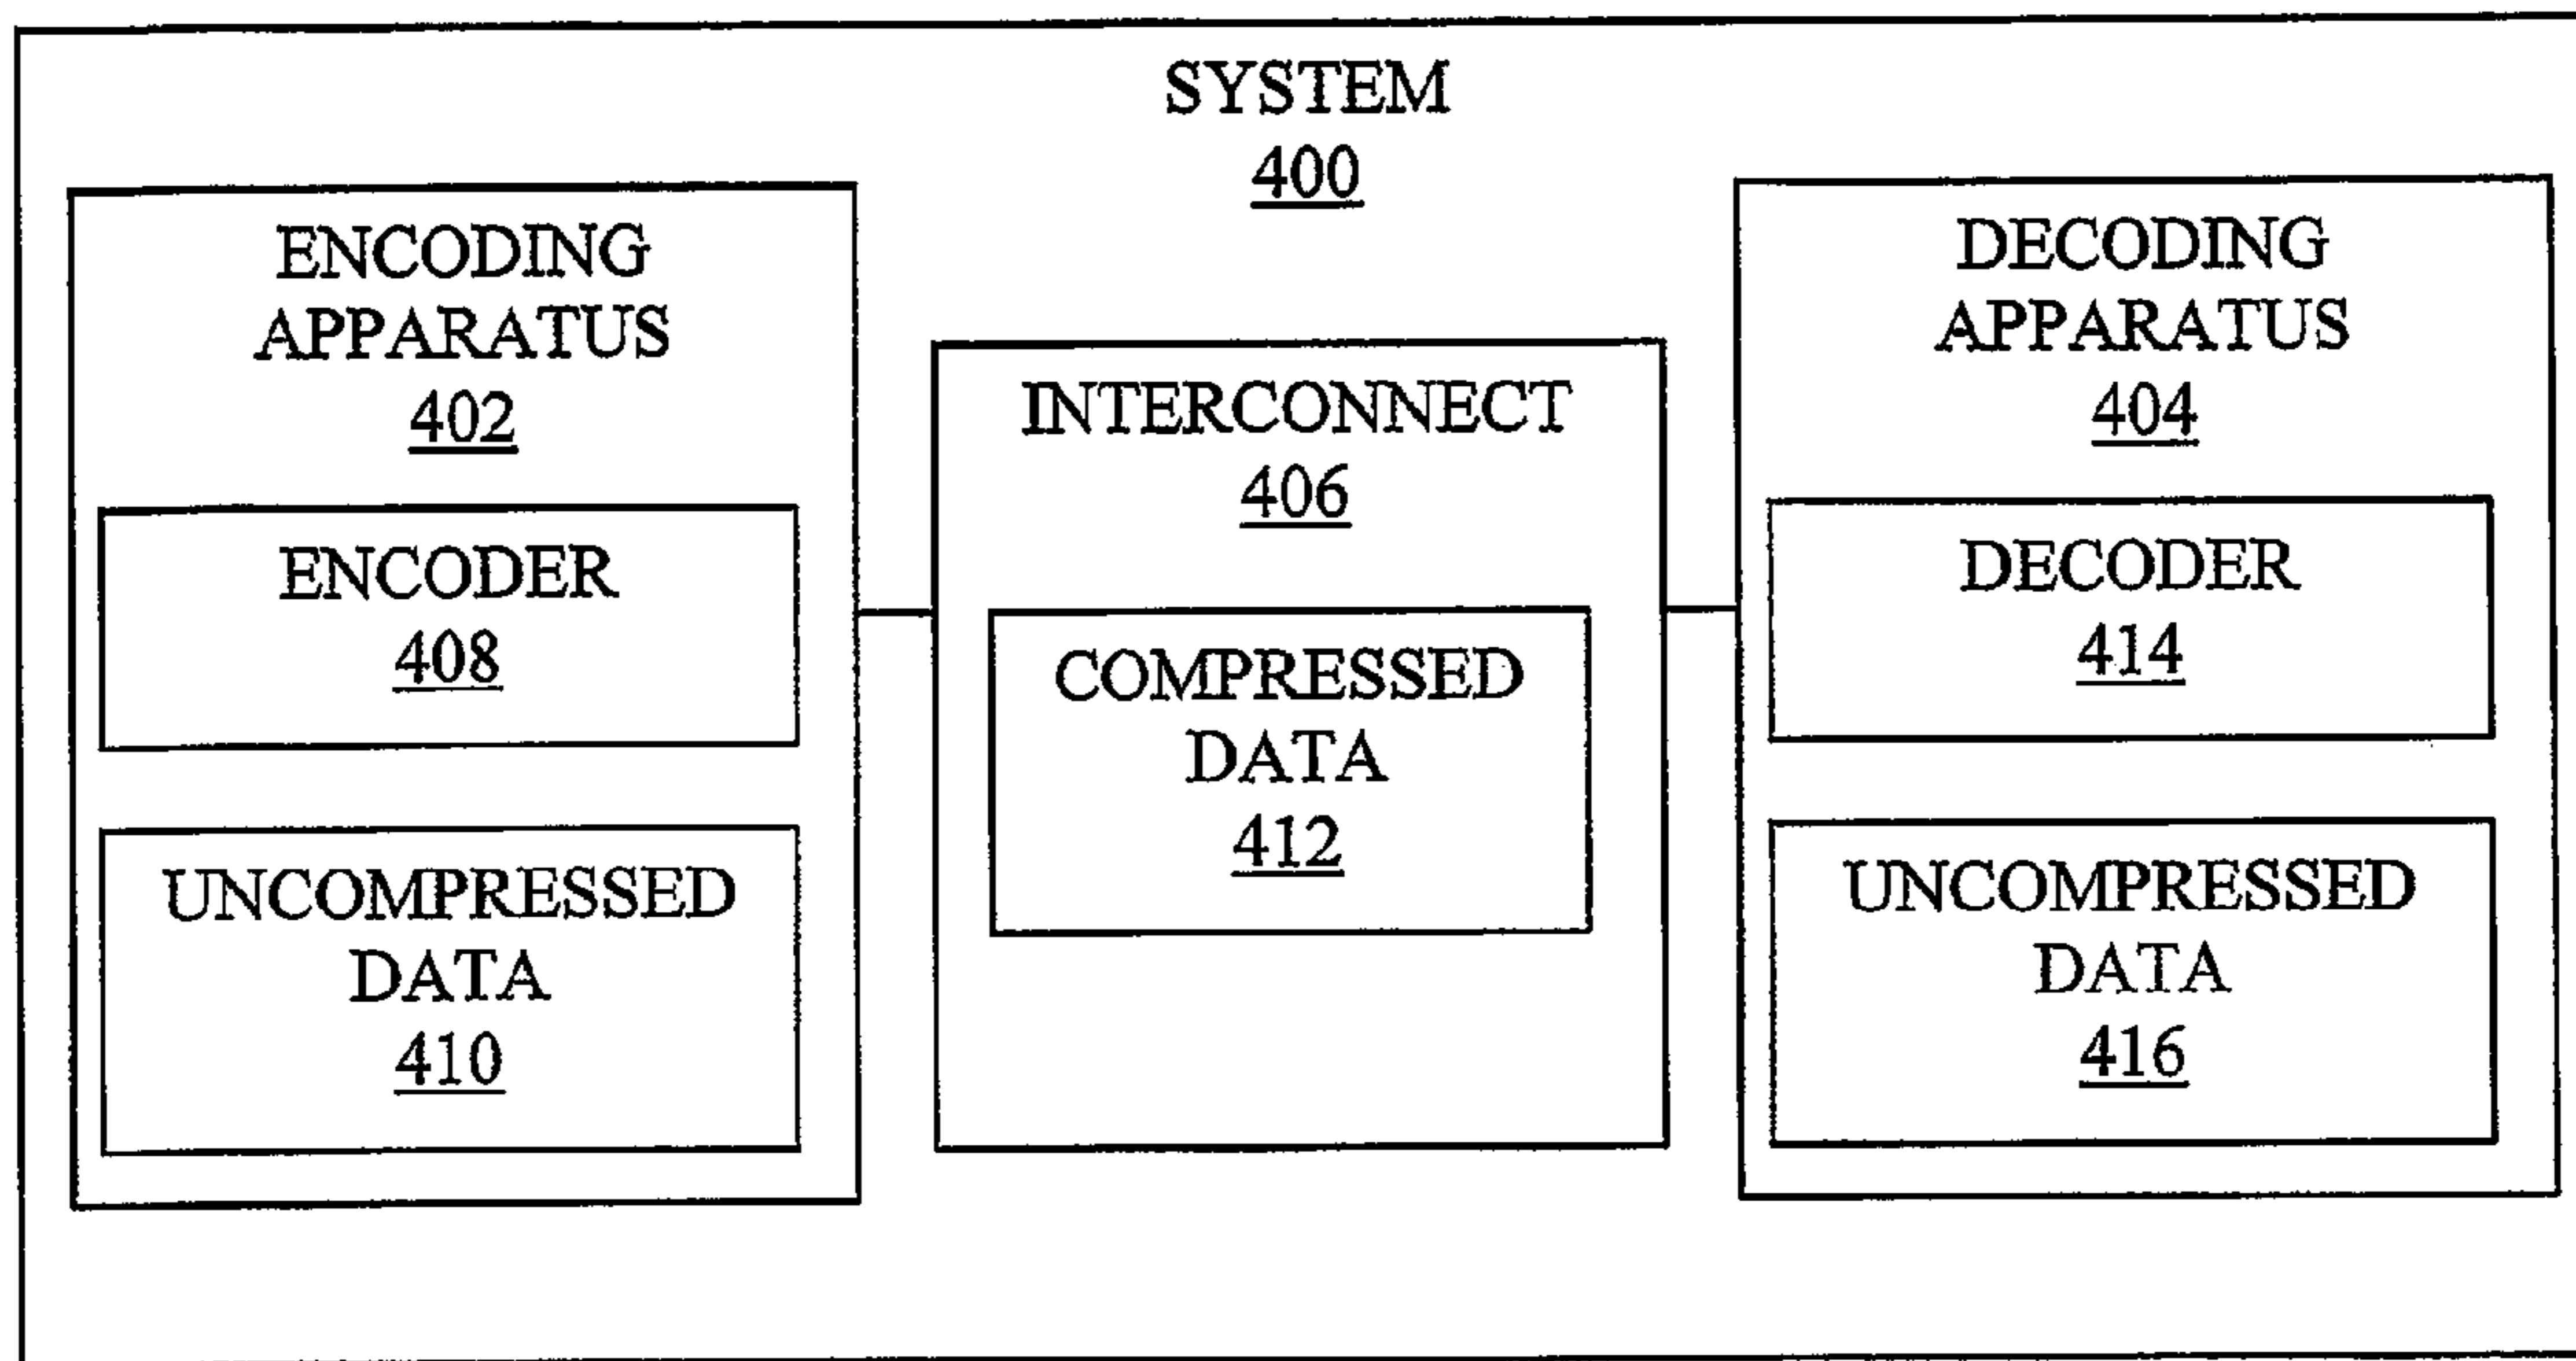 SYSTEM
400
ENCODING
APPARATUS
402
ENCODER
408
UNCOMPRESSED
DATA
410
INTERCONNECT
406
COMPRESSED
DATA
412
DECODING
APPARATUS
404
DECODER
414
UNCOMPRESSED
DATA
416